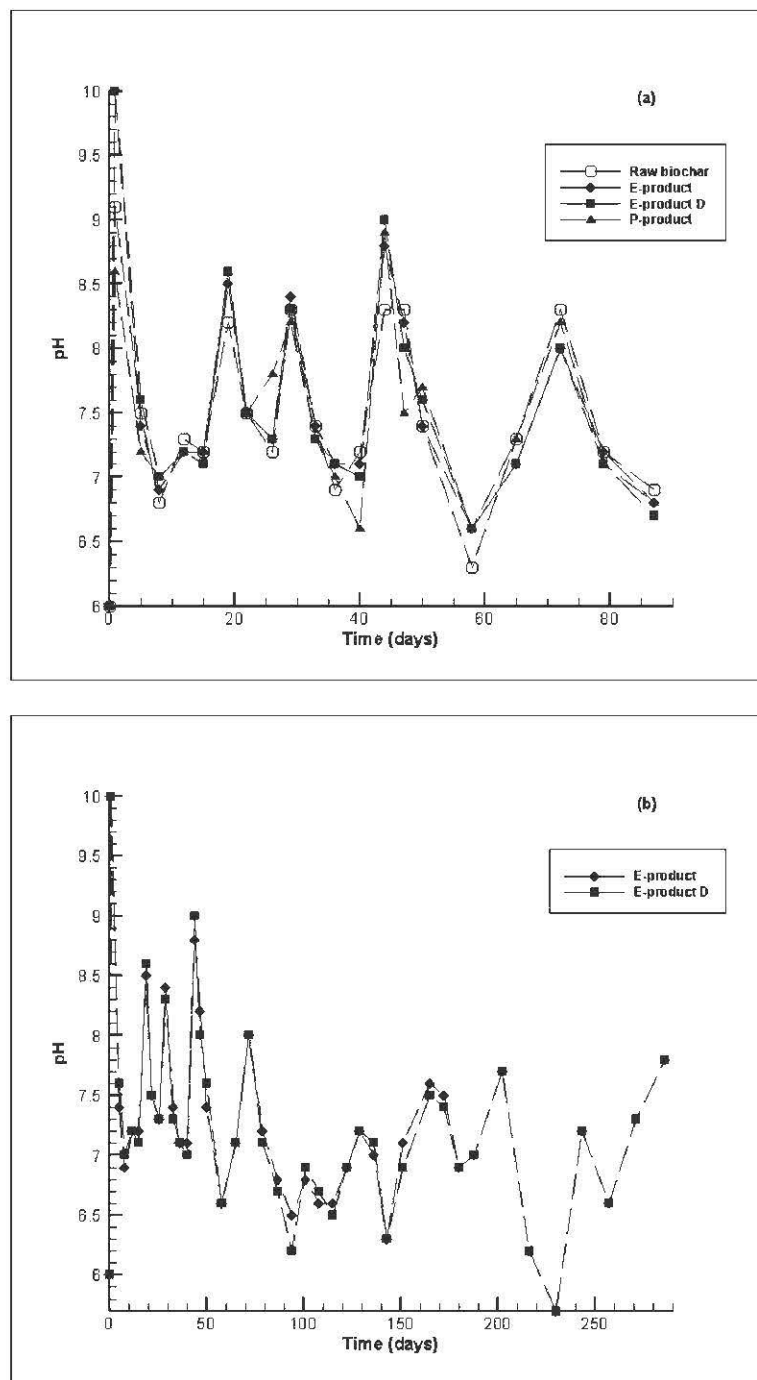 (a)
10
9.5
9
8.5
8
7.5
7
6.5
6
pH
Raw biochar
E-product
E-product D
P-product
0 20 40 60 80
Time (days)
(b)
10
9.5
9
8.5
8
7.5
7
6.5
6
pH
E-product
E-product D
0 50 100 150 200 250
Time (days)